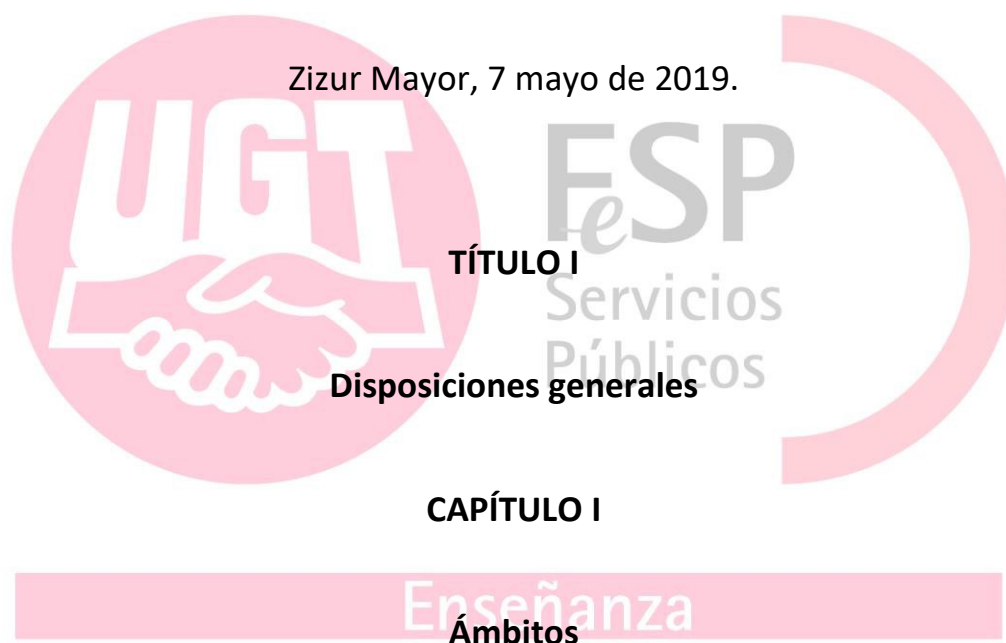 Zizur Mayor, 7 mayo de 2019.
UGT
FeSP
TÍTULO I
Servicios
Públicos
Disposiciones generales
CAPÍTULO I
Enseñanza
Ámbitos